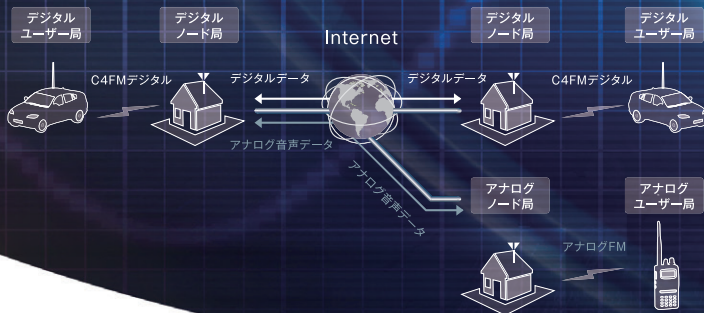 デジタル
ユーザー局
デジタル
ノード局
Internet
デジタル
ノード局
デジタル
ユーザー局
C4FMデジタル
デジタルデータ
デジタルデータ
C4FMデジタル
アナログ音声データ
アナログ音声データ
アナログ
ノード局
アナログ
ユーザー局
アナログFM